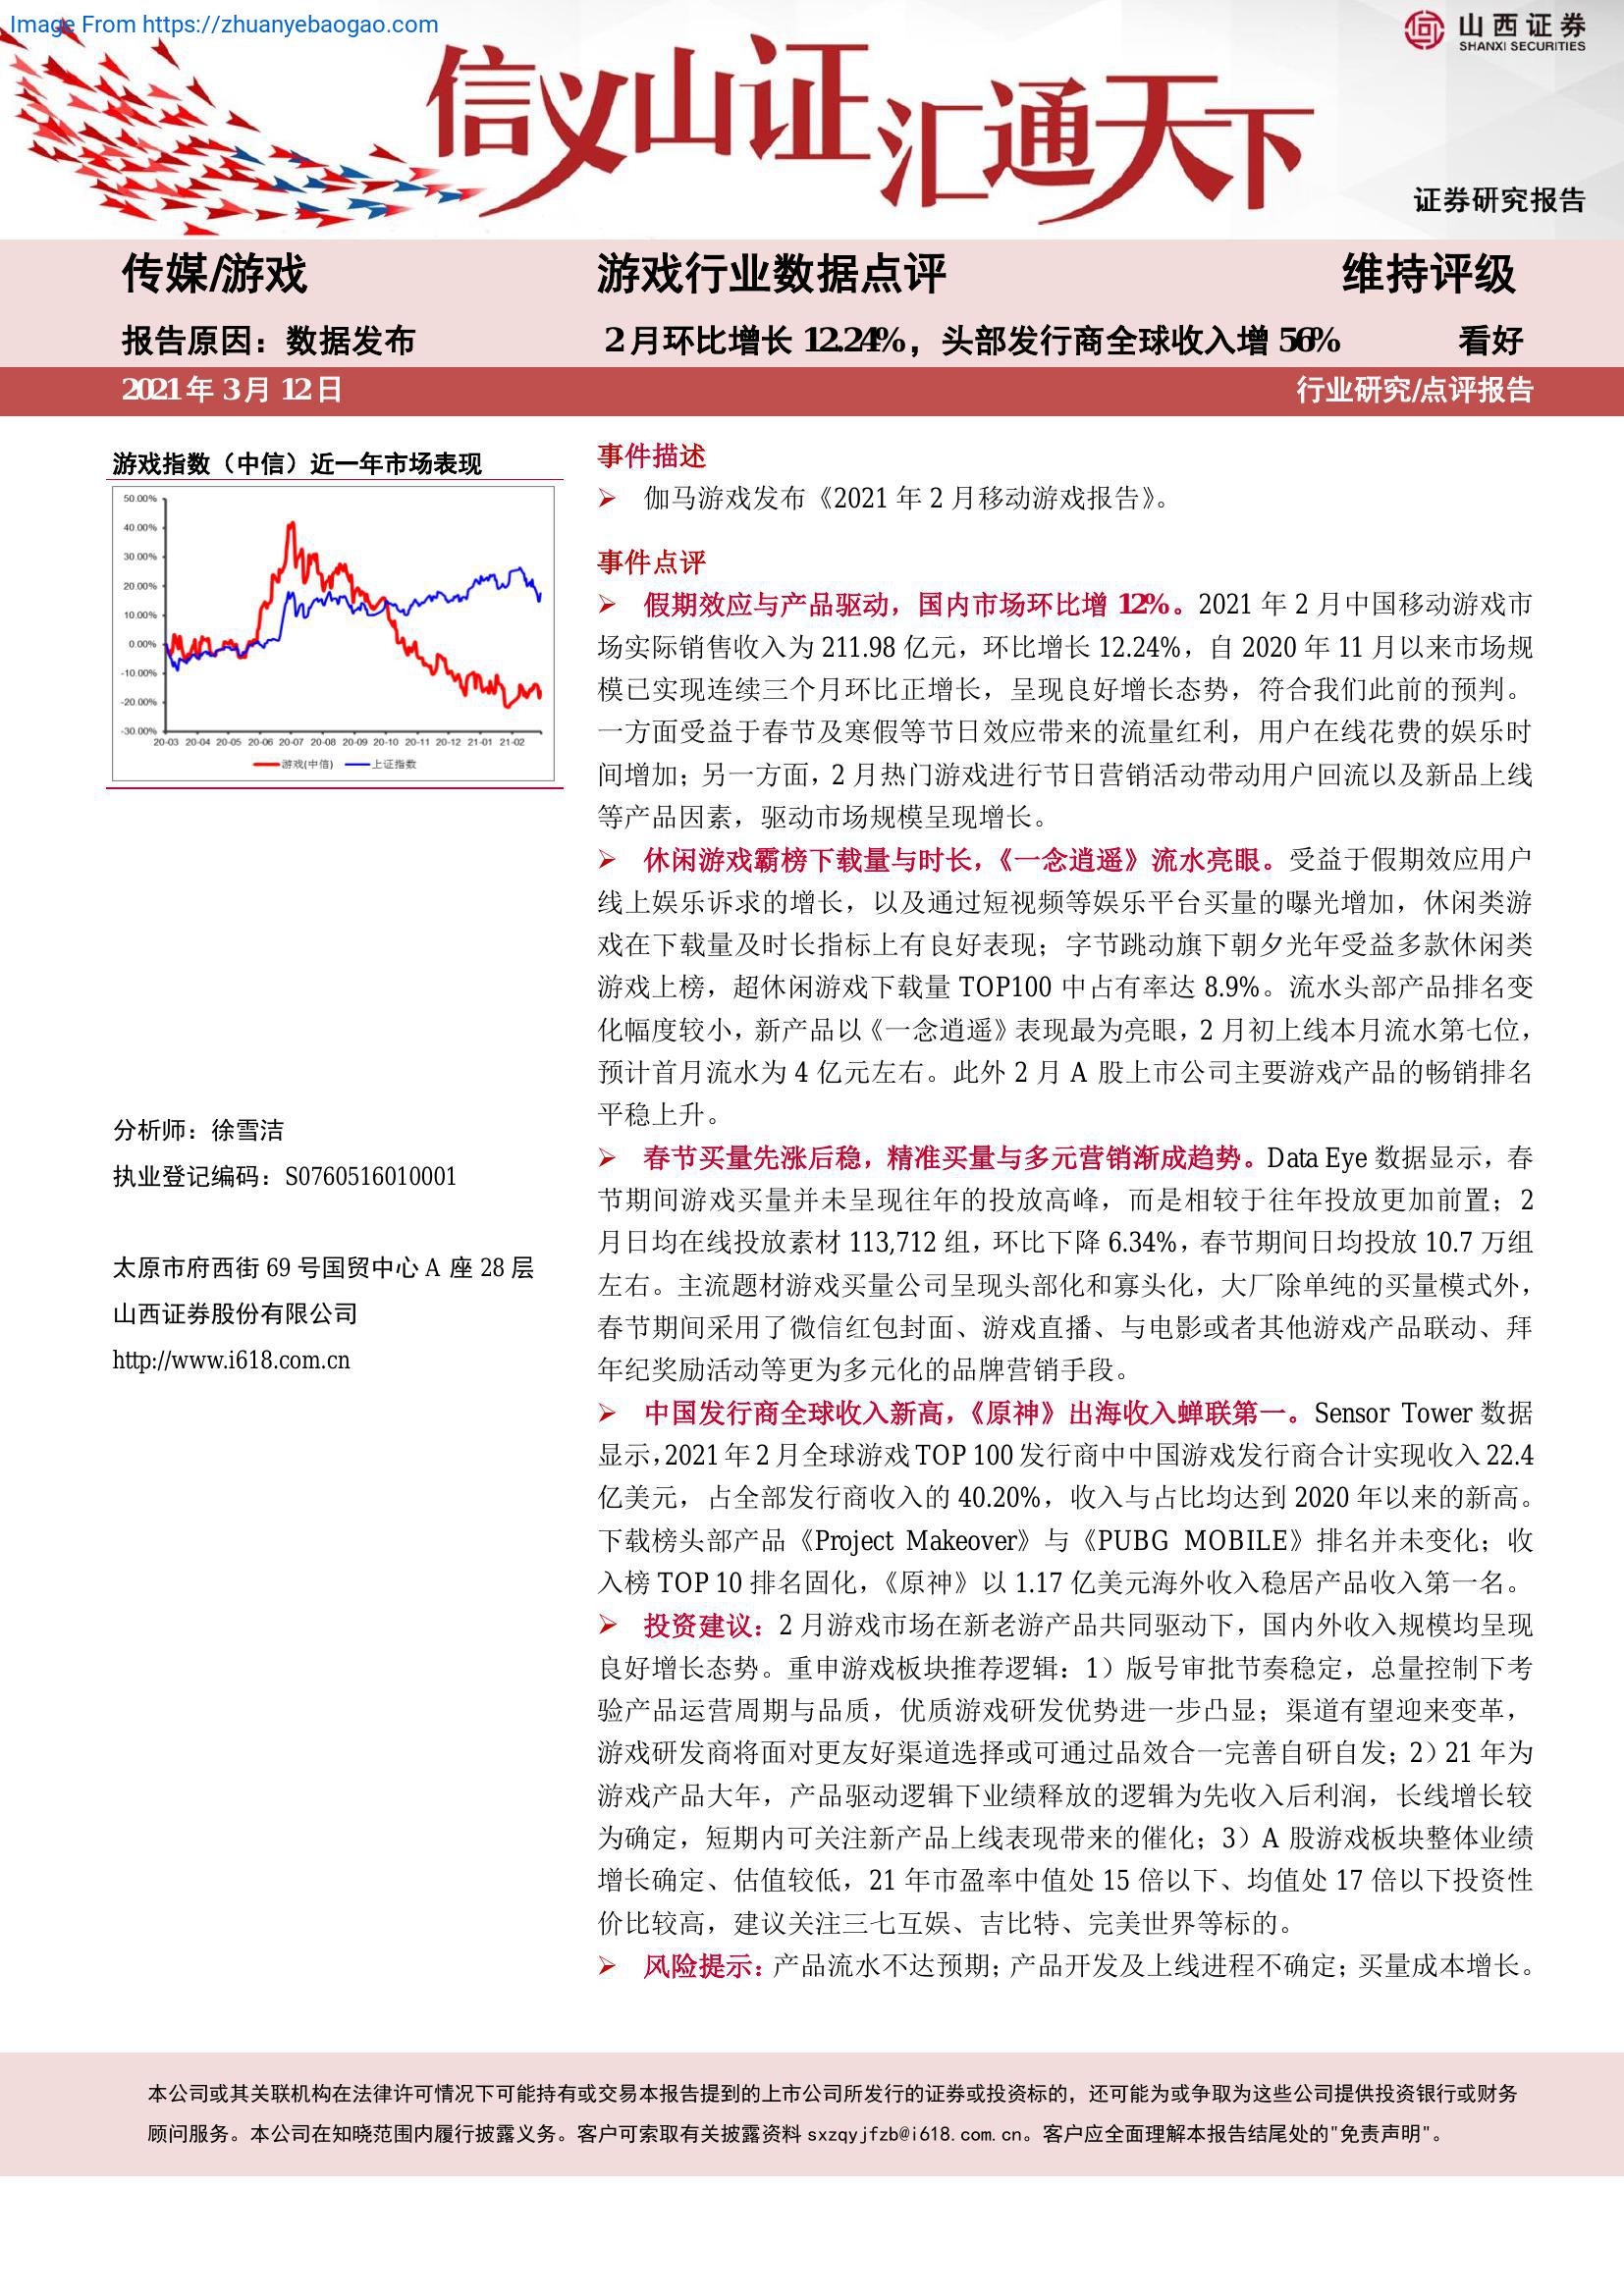 Image From https://zhuanyebaogao.com
山西证券
SHANXI SECURITIES
信义山证汇通天下
证券研究报告
传媒/游戏
游戏行业数据点评
维持评级
报告原因：数据发布
2 月环比增长 12.24%，头部发行商全球收入增 56%
看好
2021 年 3 月 12 日
行业研究/点评报告
游戏指数（中信）近一年市场表现
50.00%
40.00%
30.00%
20.00%
10.00%
0.00%
-10.00%
-20.00%
-30.00%
20-03 20-04 20-05 20-06 20-07 20-08 20-09 20-10 20-11 20-12 21-01 21-02
游戏(中信) 上证指数
分析师：徐雪洁
执业登记编码：S0760516010001
太原市府西街 69 号国贸中心 A 座 28 层
山西证券股份有限公司
http://www.i618.com.cn
事件描述
➢ 伽马游戏发布《2021 年 2 月移动游戏报告》。
事件点评
➢ 假期效应与产品驱动，国内市场环比增 12%。2021 年 2 月中国移动游戏市
场实际销售收入为 211.98 亿元，环比增长 12.24%，自 2020 年 11 月以来市场规
模已实现连续三个月环比正增长，呈现良好增长态势，符合我们此前的预判。
一方面受益于春节及寒假等节日效应带来的流量红利，用户在线花费的娱乐时
间增加；另一方面，2 月热门游戏进行节日营销活动带动用户回流以及新品上线
等产品因素，驱动市场规模呈现增长。
➢ 休闲游戏霸榜下载量与时长，《一念逍遥》流水亮眼。受益于假期效应用户
线上娱乐诉求的增长，以及通过短视频等娱乐平台买量的曝光增加，休闲类游
戏在下载量及时长指标上有良好表现；字节跳动旗下朝夕光年受益多款休闲类
游戏上榜，超休闲游戏下载量 TOP100 中占有率达 8.9%。流水头部产品排名变
化幅度较小，新产品以《一念逍遥》表现最为亮眼，2 月初上线本月流水第七位，
预计首月流水为 4 亿元左右。此外 2 月 A 股上市公司主要游戏产品的畅销排名
平稳上升。
➢ 春节买量先涨后稳，精准买量与多元营销渐成趋势。Data Eye 数据显示，春
节期间游戏买量并未呈现往年的投放高峰，而是相较于往年投放更加前置；2
月日均在线投放素材 113,712 组，环比下降 6.34%，春节期间日均投放 10.7 万组
左右。主流题材游戏买量公司呈现头部化和寡头化，大厂除单纯的买量模式外，
春节期间采用了微信红包封面、游戏直播、与电影或者其他游戏产品联动、拜
年纪奖励活动等更为多元化的品牌营销手段。
➢ 中国发行商全球收入新高，《原神》出海收入蝉联第一。Sensor Tower 数据
显示，2021 年 2 月全球游戏 TOP 100 发行商中中国游戏发行商合计实现收入 22.4
亿美元，占全部发行商收入的 40.20%，收入与占比均达到 2020 年以来的新高。
下载榜头部产品《Project Makeover》与《PUBG MOBILE》排名并未变化；收
入榜 TOP 10 排名固化，《原神》以 1.17 亿美元海外收入稳居产品收入第一名。
➢ 投资建议：2 月游戏市场在新老游产品共同驱动下，国内外收入规模均呈现
良好增长态势。重申游戏板块推荐逻辑：1）版号审批节奏稳定，总量控制下考
验产品运营周期与品质，优质游戏研发优势进一步凸显；渠道有望迎来变革，
游戏研发商将面对更友好渠道选择或可通过品效合一完善自研自发；2）21 年为
游戏产品大年，产品驱动逻辑下业绩释放的逻辑为先收入后利润，长线增长较
为确定，短期内可关注新产品上线表现带来的催化；3）A 股游戏板块整体业绩
增长确定、估值较低，21 年市盈率中值处 15 倍以下、均值处 17 倍以下投资性
价比较高，建议关注三七互娱、吉比特、完美世界等标的。
➢ 风险提示：产品流水不达预期；产品开发及上线进程不确定；买量成本增长。
本公司或其关联机构在法律许可情况下可能持有或交易本报告提到的上市公司所发行的证券或投资标的，还可能为或争取为这些公司提供投资银行或财务
顾问服务。本公司在知晓范围内履行披露义务。客户可索取有关披露资料 sxzqyjfzb@i618.com.cn。客户应全面理解本报告结尾处的"免责声明"。